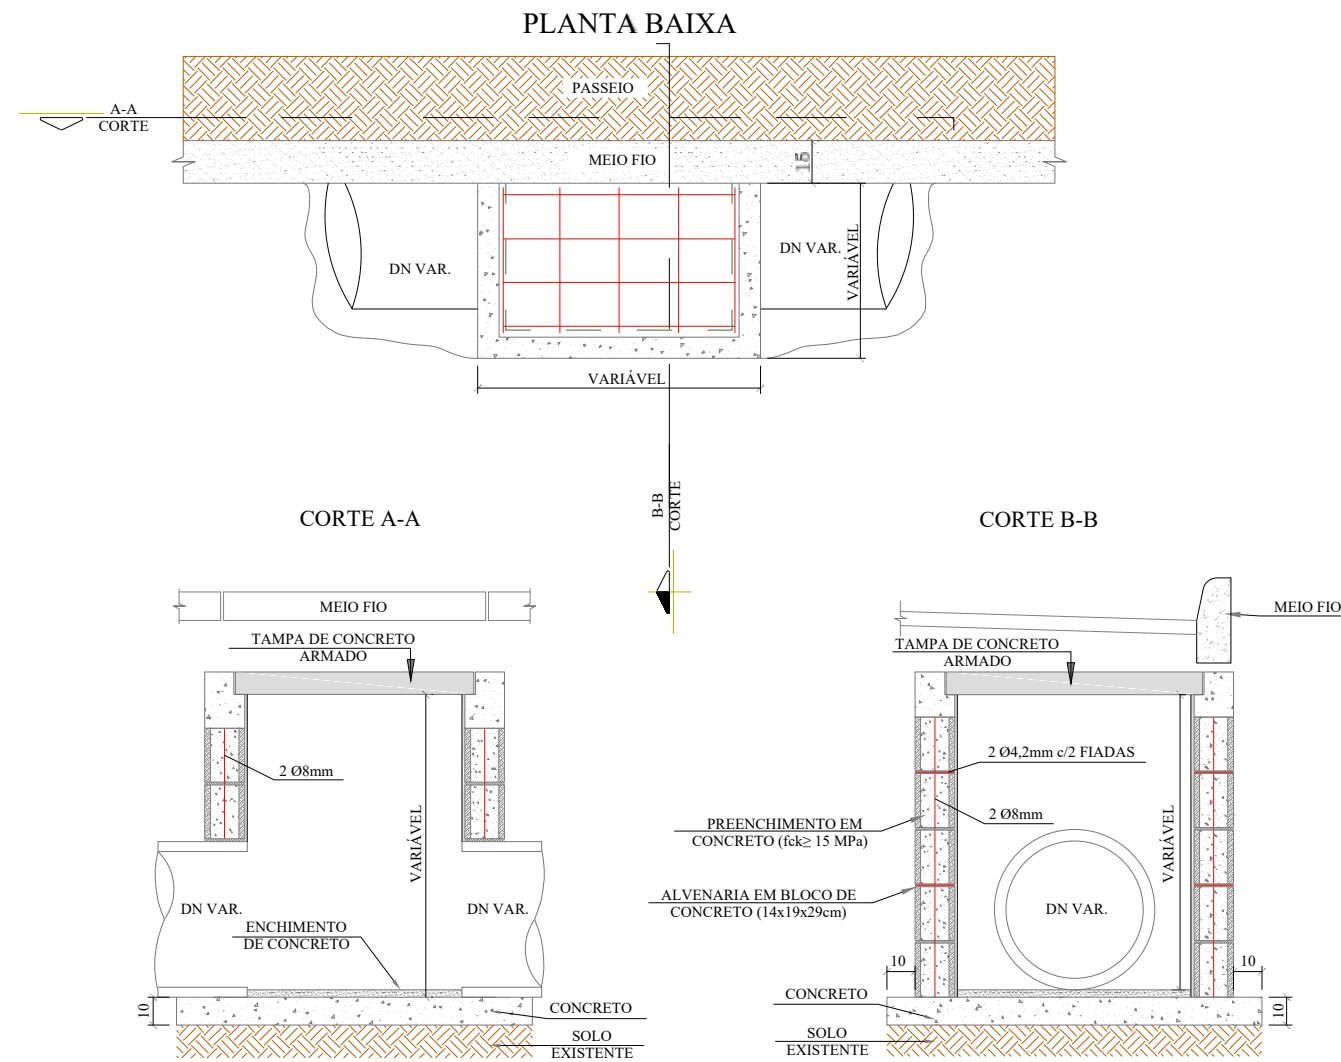 PLANTA BAIXA
PASSEIO
A-A
CORTE
MEIO FIO
15
DN VAR.
DN VAR.
VARIÁVEL
VARIÁVEL
B-B
CORTE
CORTE A-A
MEIO FIO
TAMPA DE CONCRETO
ARMADO
2 Ø8mm
VARIÁVEL
DN VAR.
DN VAR.
ENCHIMENTO
DE CONCRETO
10
CONCRETO
SOLO
EXISTENTE
CORTE B-B
MEIO FIO
TAMPA DE CONCRETO
ARMADO
2 Ø4,2mm c/2 FIADAS
2 Ø8mm
PREENCHIMENTO EM
CONCRETO (fck≥ 15 MPa)
VARIÁVEL
ALVENARIA EM BLOCO DE
CONCRETO (14x19x29cm)
DN VAR.
10
10
CONCRETO
10
SOLO
EXISTENTE